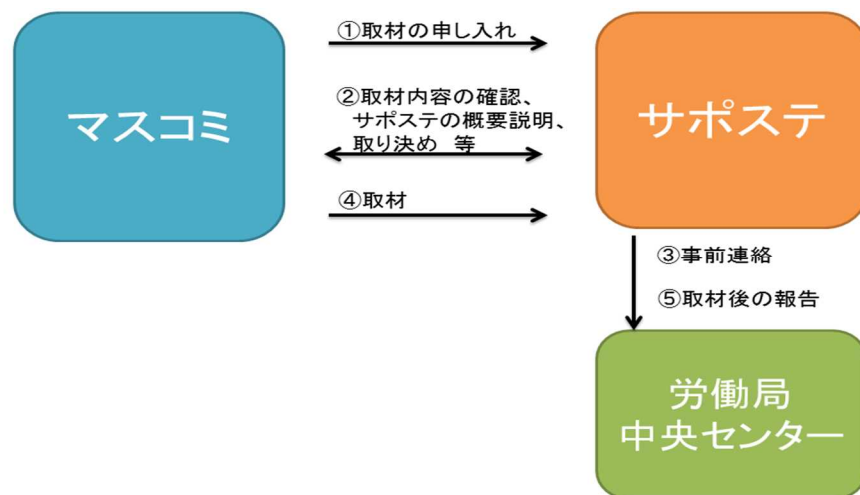 ①取材の申し入れ
マスコミ
②取材内容の確認、
サポステの概要説明、
取り決め 等
サポステ
④取材
③事前連絡
⑤取材後の報告
労働局
中央センター